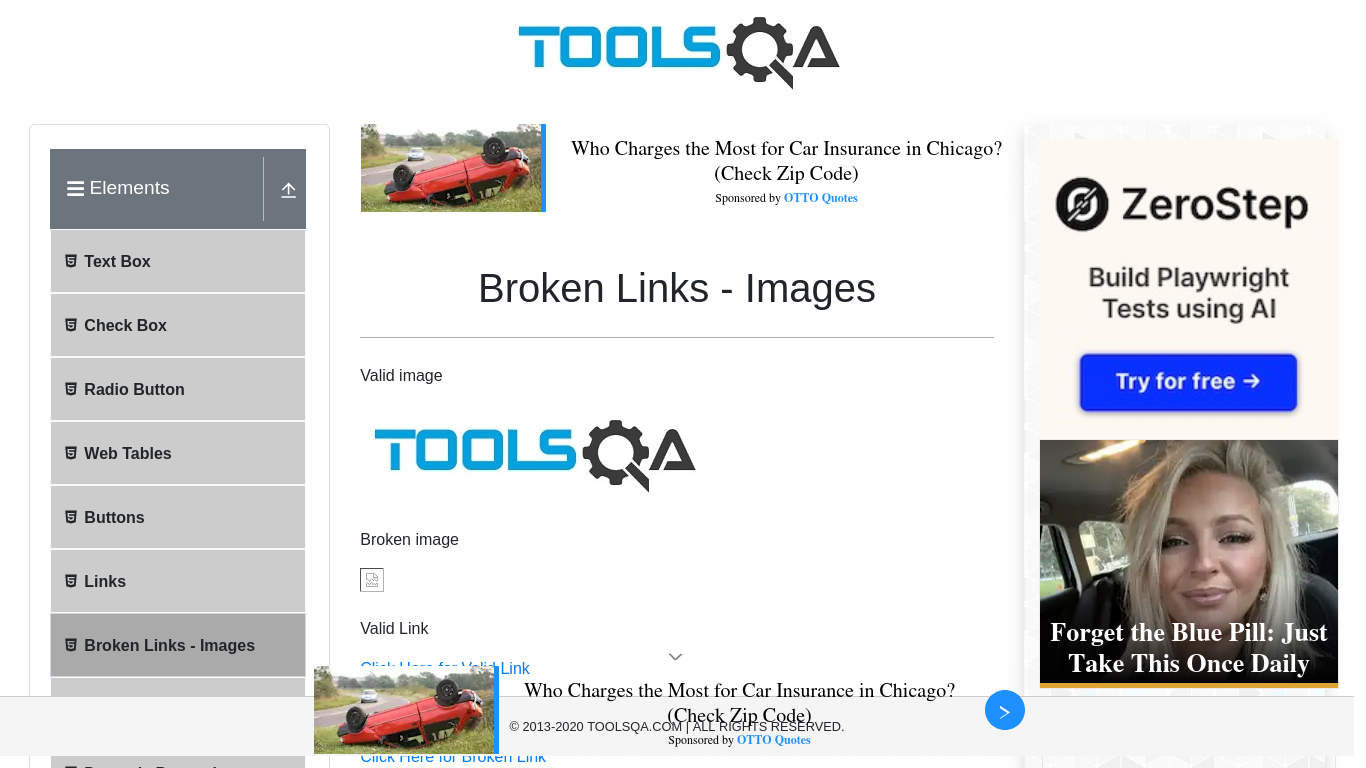 TOOLSQA
Elements
Text Box
Check Box
Radio Button
Web Tables
Buttons
Links
Broken Links - Images
Who Charges the Most for Car Insurance in Chicago?
(Check Zip Code)
Sponsored by OTTO Quotes
Broken Links - Images
Valid image
TOOLSQA
Broken image
Valid Link
Click Here for Valid Link
Who Charges the Most for Car Insurance in Chicago?
(Check Zip Code)
Sponsored by OTTO Quotes
© 2013-2020 TOOLSQA.COM | ALL RIGHTS RESERVED.
Click Here for Broken Link
ZeroStep
Build Playwright
Tests using AI
Try for free →
Forget the Blue Pill: Just
Take This Once Daily